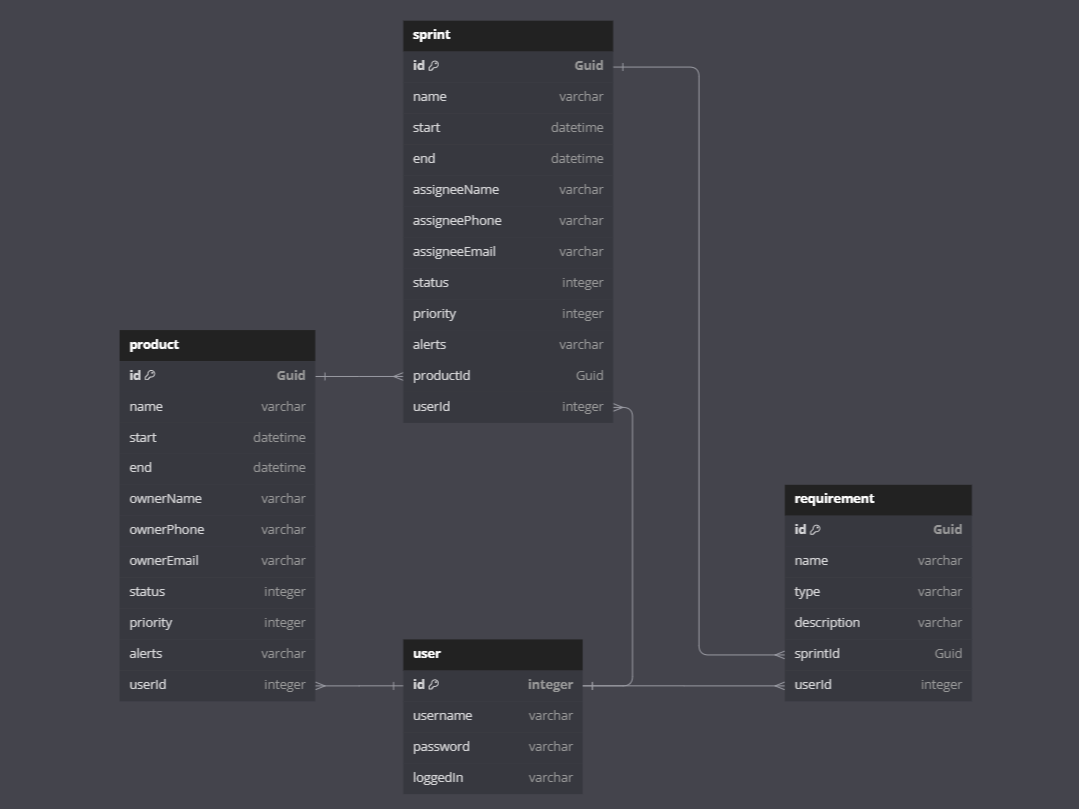 sprint
id Guid
name varchar
start datetime
end datetime
assigneeName varchar
assigneePhone varchar
assigneeEmail varchar
status integer
priority integer
alerts varchar
productId Guid
userId integer
product
id Guid
name varchar
start datetime
end datetime
ownerName varchar
ownerPhone varchar
ownerEmail varchar
status integer
priority integer
alerts varchar
userId integer
user
id integer
username varchar
password varchar
loggedIn varchar
requirement
id Guid
name varchar
type varchar
description varchar
sprintId Guid
userId integer